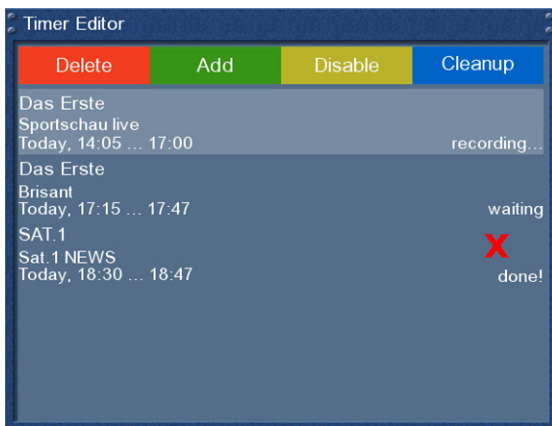 Timer Editor
Delete Add Disable Cleanup
Das Erste
Sportschau live
Today, 14:05 ... 17:00 recording...
Das Erste
Brisant
Today, 17:15 ... 17:47 waiting
SAT.1
X
Sat.1 NEWS
Today, 18:30 ... 18:47 done!